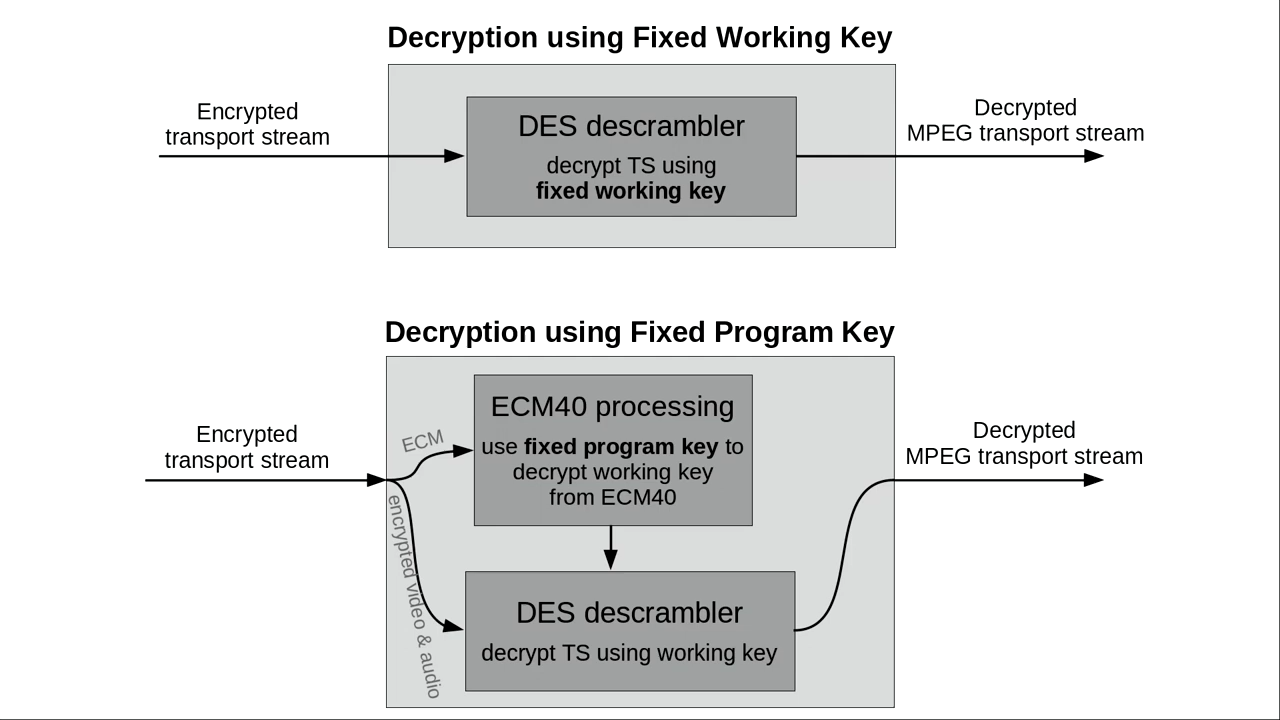 Decryption using Fixed Working Key
Encrypted
transport stream
DES descrambler
decrypt TS using
fixed working key
Decrypted
MPEG transport stream
Decryption using Fixed Program Key
Encrypted
transport stream
ECM
encrypted video & audio
ECM40 processing
use fixed program key to
decrypt working key
from ECM40
DES descrambler
decrypt TS using working key
Decrypted
MPEG transport stream